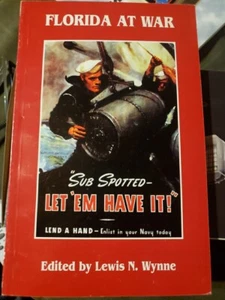 FLORIDA AT WAR
"SUB SPOTTED–
LET 'EM HAVE IT!"
LEND A HAND – Enlist in your Navy today
Edited by Lewis N. Wynne